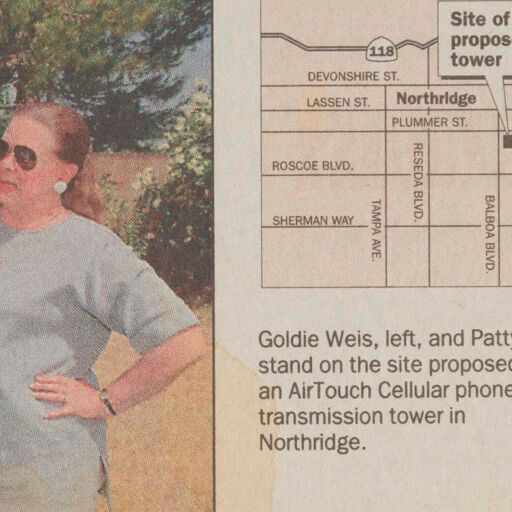 Site of
propos
tower
118
DEVONSHIRE ST.
LASSEN ST.
Northridge
PLUMMER ST.
ROSCOE BLVD.
RESEDA BLVD.
SHERMAN WAY
TAMPA AVE.
BALBOA BLVD.
Goldie Weis, left, and Patty
stand on the site proposed
an AirTouch Cellular phone
transmission tower in
Northridge.